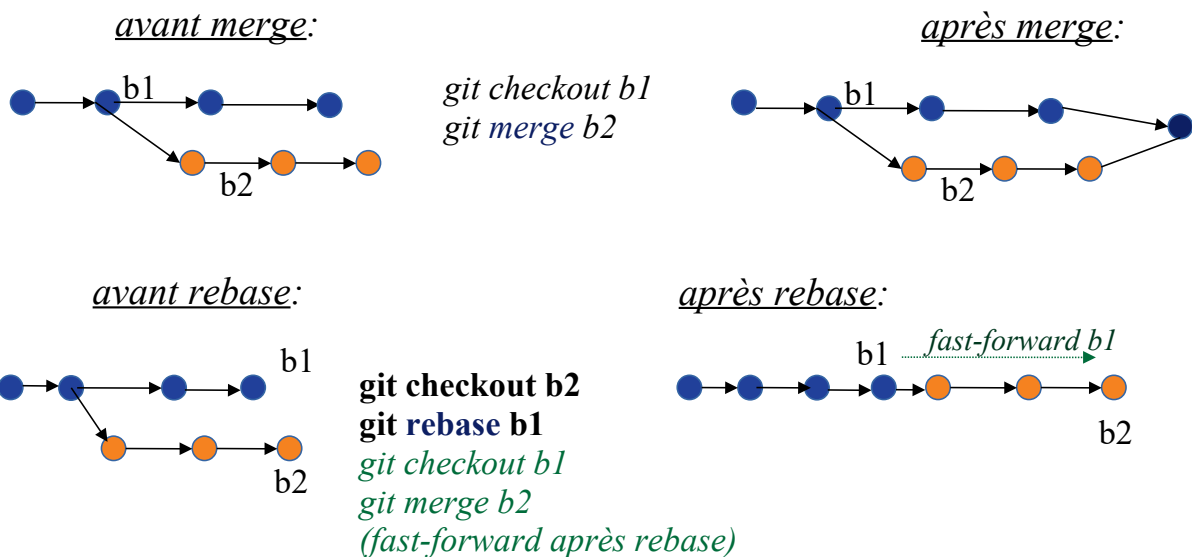 avant merge:
après merge:
b1
b2
git checkout b1
git merge b2
b1
b2
avant rebase:
après rebase:
b1
b2
git checkout b2
git rebase b1
git checkout b1
git merge b2
(fast-forward après rebase)
b1
fast-forward b1
b2